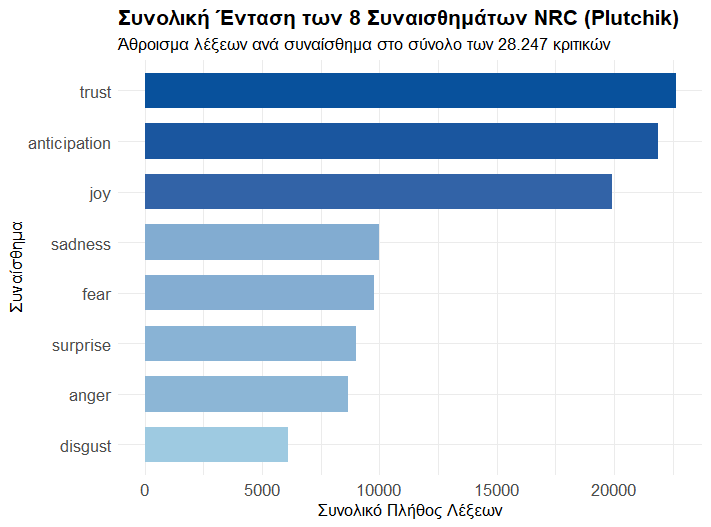 Συνολική Ένταση των 8 Συναισθημάτων NRC (Plutchik)
Άθροισμα λέξεων ανά συναίσθημα στο σύνολο των 28.247 κριτικών
trust
anticipation
joy
sadness
fear
surprise
anger
disgust
Συναίσθημα
0 5000 10000 15000 20000
Συνολικό Πλήθος Λέξεων